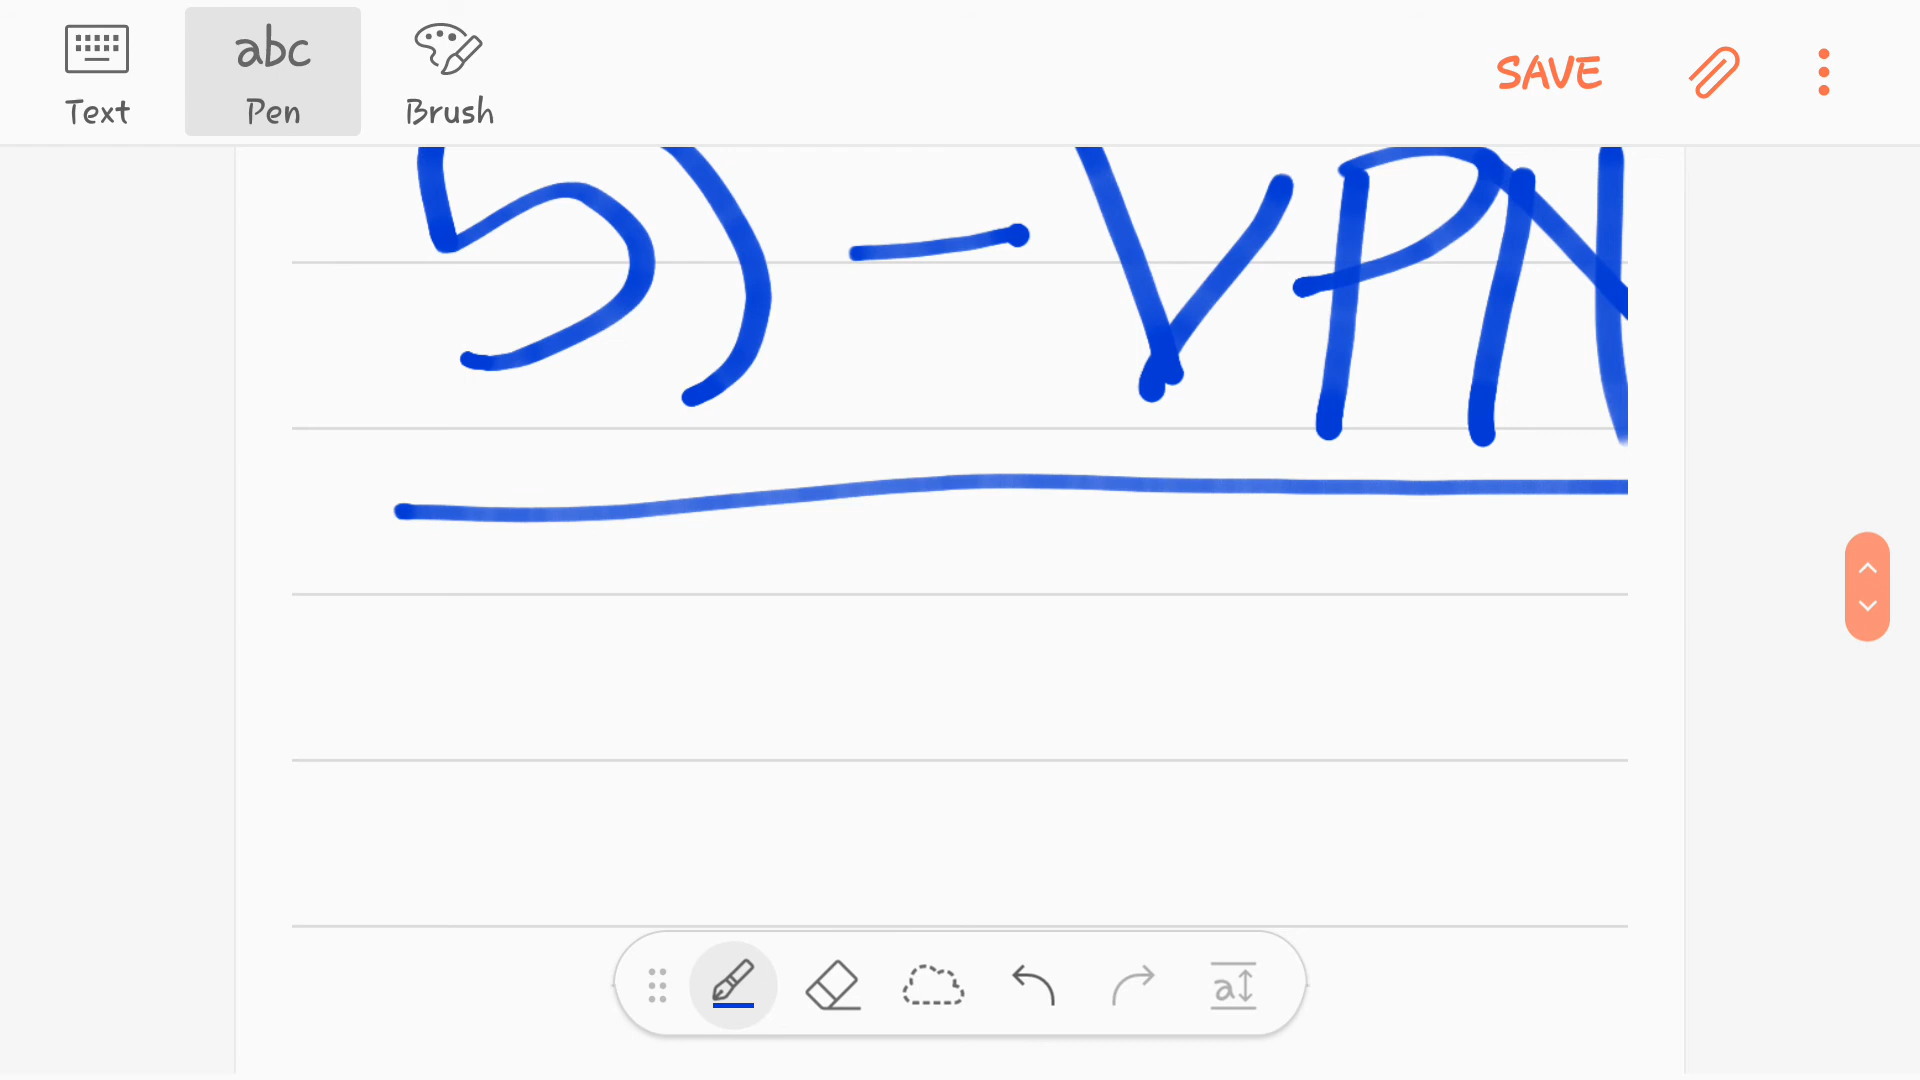 Text
abc
Pen
Brush
SAVE
5) - VPN
a